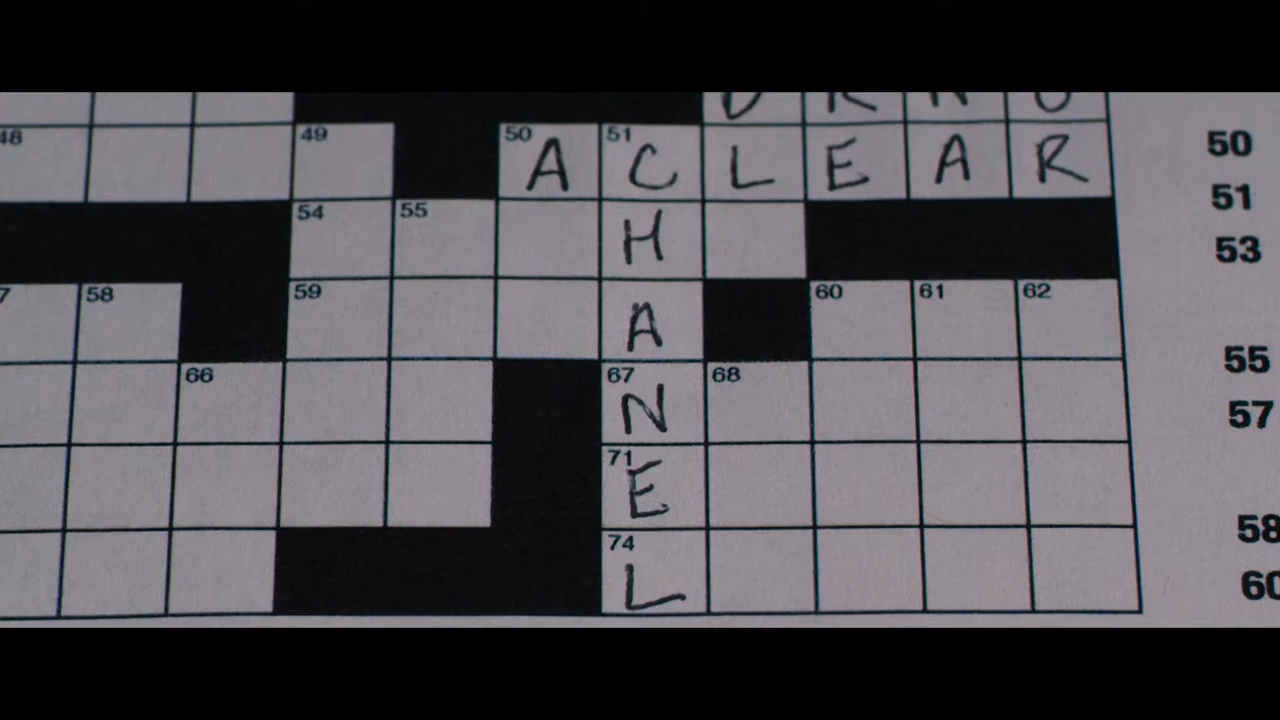 48 49 50 A 51 C L E A R 50
51
54 55 H 53
7 58 59 A 60 61 62
66 67 N 68 55
57
71 E
74 L 58
60